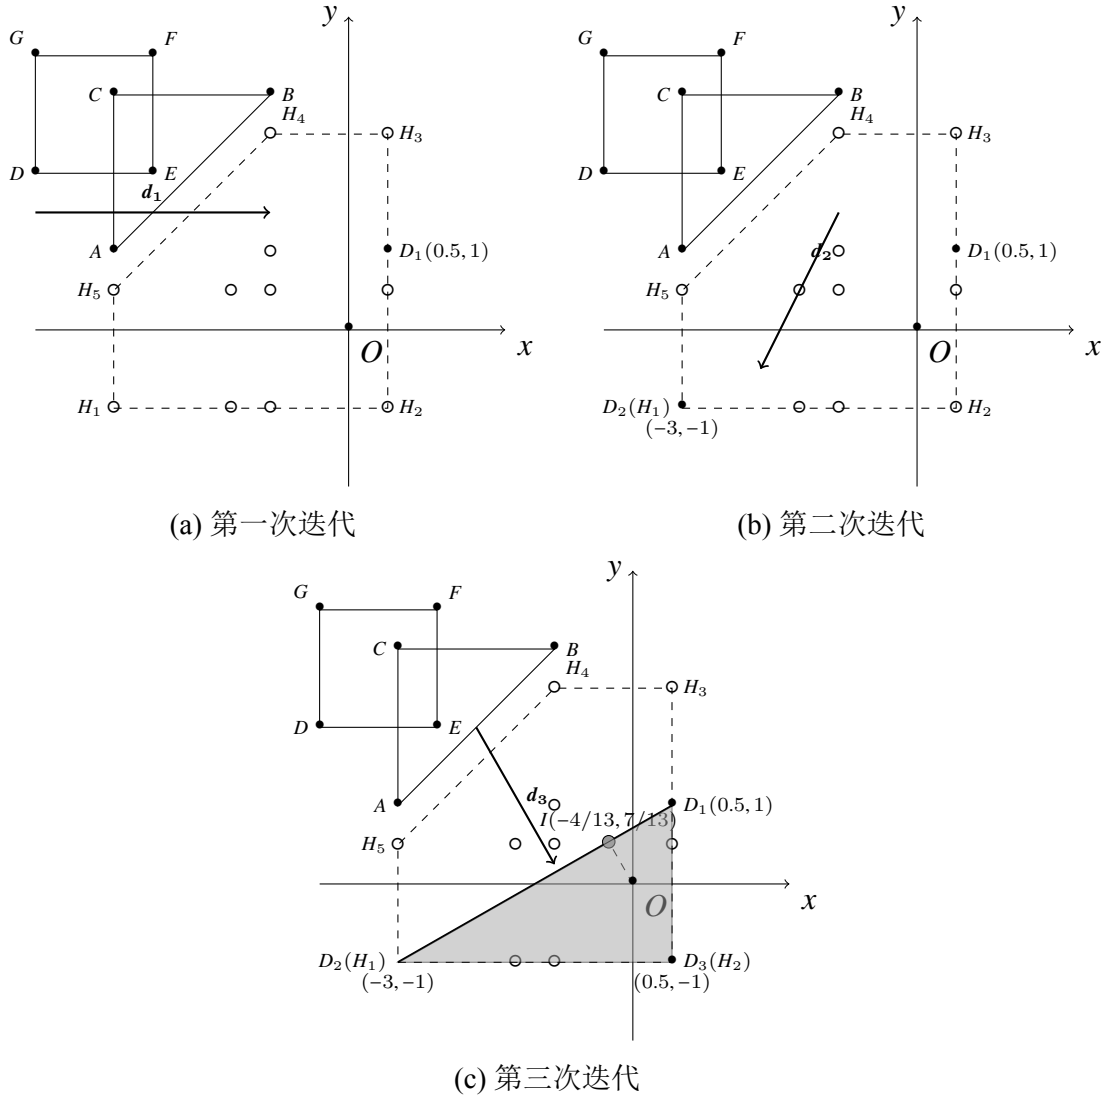 y
G
F
C
B
H₄
H₃
D
E
d₁
A
D₁(0.5, 1)
H₅
O
x
H₁
H₂
(a) 第一次迭代
y
G
F
C
B
H₄
H₃
D
E
A
d₂
D₁(0.5, 1)
H₅
O
x
D₂(H₁)
H₂
(−3, −1)
(b) 第二次迭代
y
G
F
C
B
H₄
H₃
D
E
d₃
A
D₁(0.5, 1)
I(−4/13, 7/13)
H₅
O
x
D₂(H₁)
D₃(H₂)
(−3, −1)
(0.5, −1)
(c) 第三次迭代